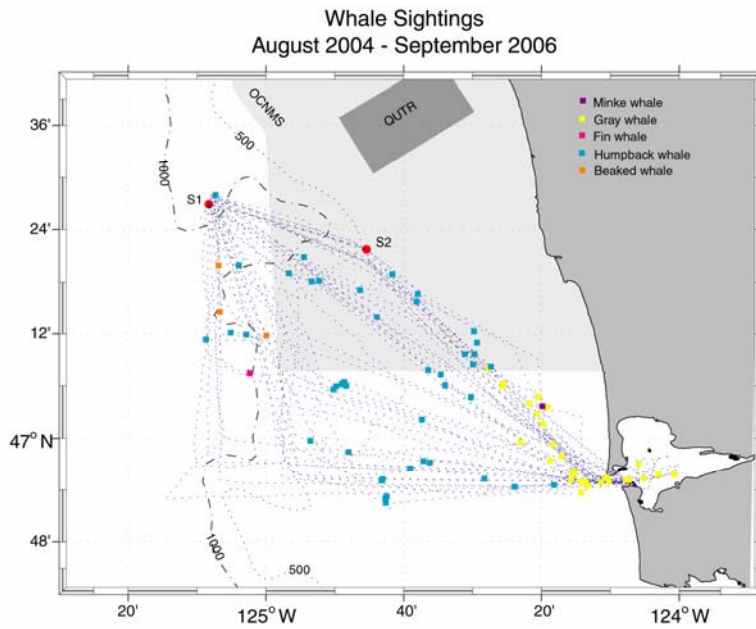 Whale Sightings
August 2004 - September 2006
OCNMS
QUTR
Minke whale
Gray whale
Fin whale
Humpback whale
Beaked whale
36'
500
1000
S1
24'
S2
12'
47° N
48'
1000
500
20'
125° W
40'
20'
124° W